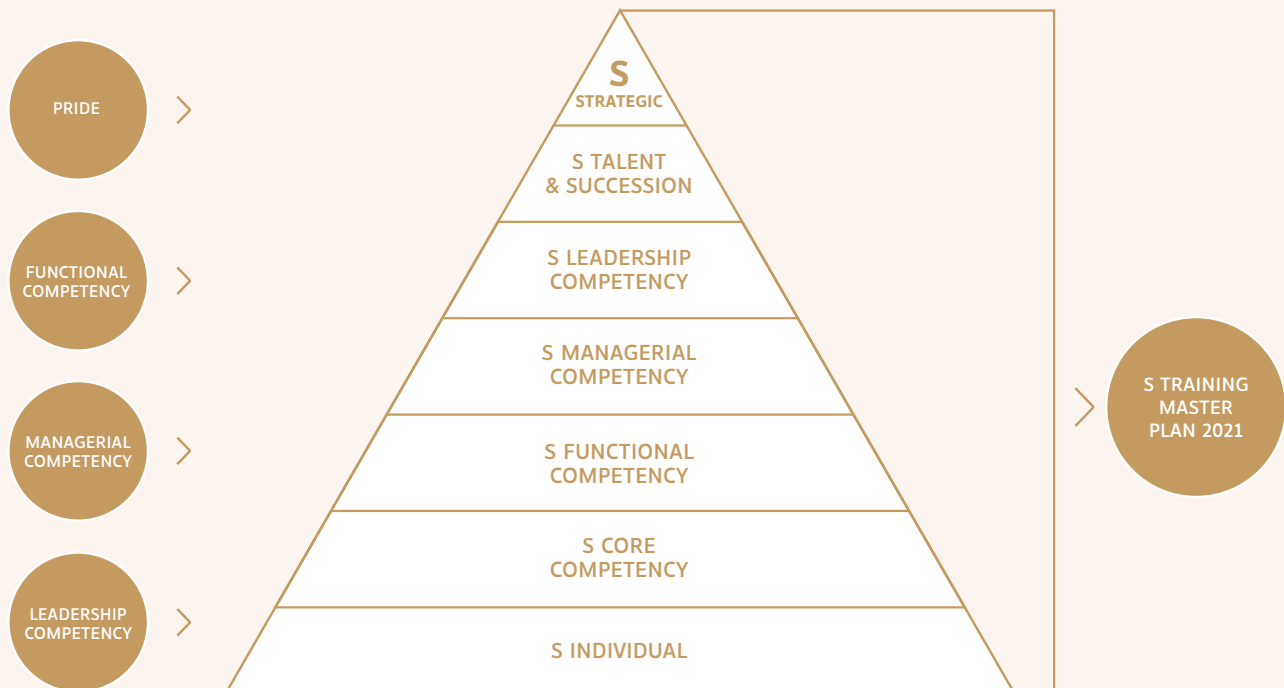 PRIDE
FUNCTIONAL
COMPETENCY
MANAGERIAL
COMPETENCY
LEADERSHIP
COMPETENCY
S
STRATEGIC
S TALENT
& SUCCESSION
S LEADERSHIP
COMPETENCY
S MANAGERIAL
COMPETENCY
S FUNCTIONAL
COMPETENCY
S CORE
COMPETENCY
S INDIVIDUAL
S TRAINING
MASTER
PLAN 2021